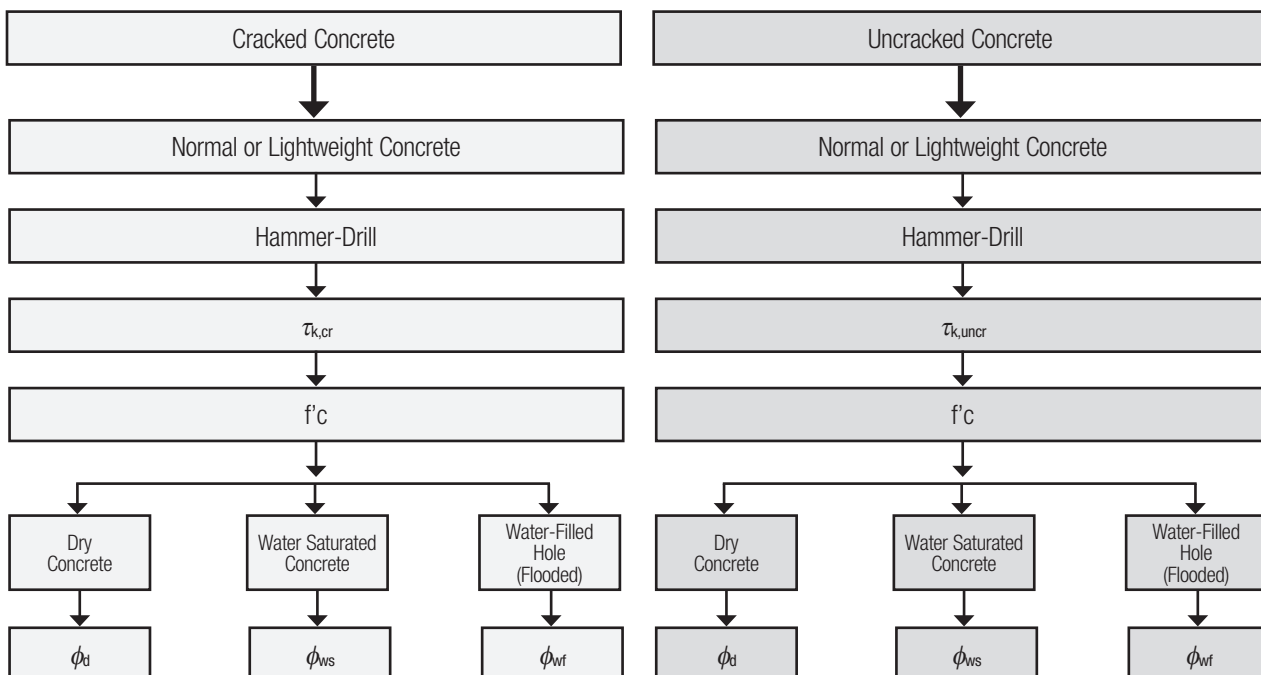 Cracked Concrete
Normal or Lightweight Concrete
Hammer-Drill
τk,cr
f'c
Dry
Concrete
Water Saturated
Concrete
Water-Filled
Hole
(Flooded)
ϕd
ϕws
ϕwf
Uncracked Concrete
Normal or Lightweight Concrete
Hammer-Drill
τk,uncr
f'c
Dry
Concrete
Water Saturated
Concrete
Water-Filled
Hole
(Flooded)
ϕd
ϕws
ϕwf